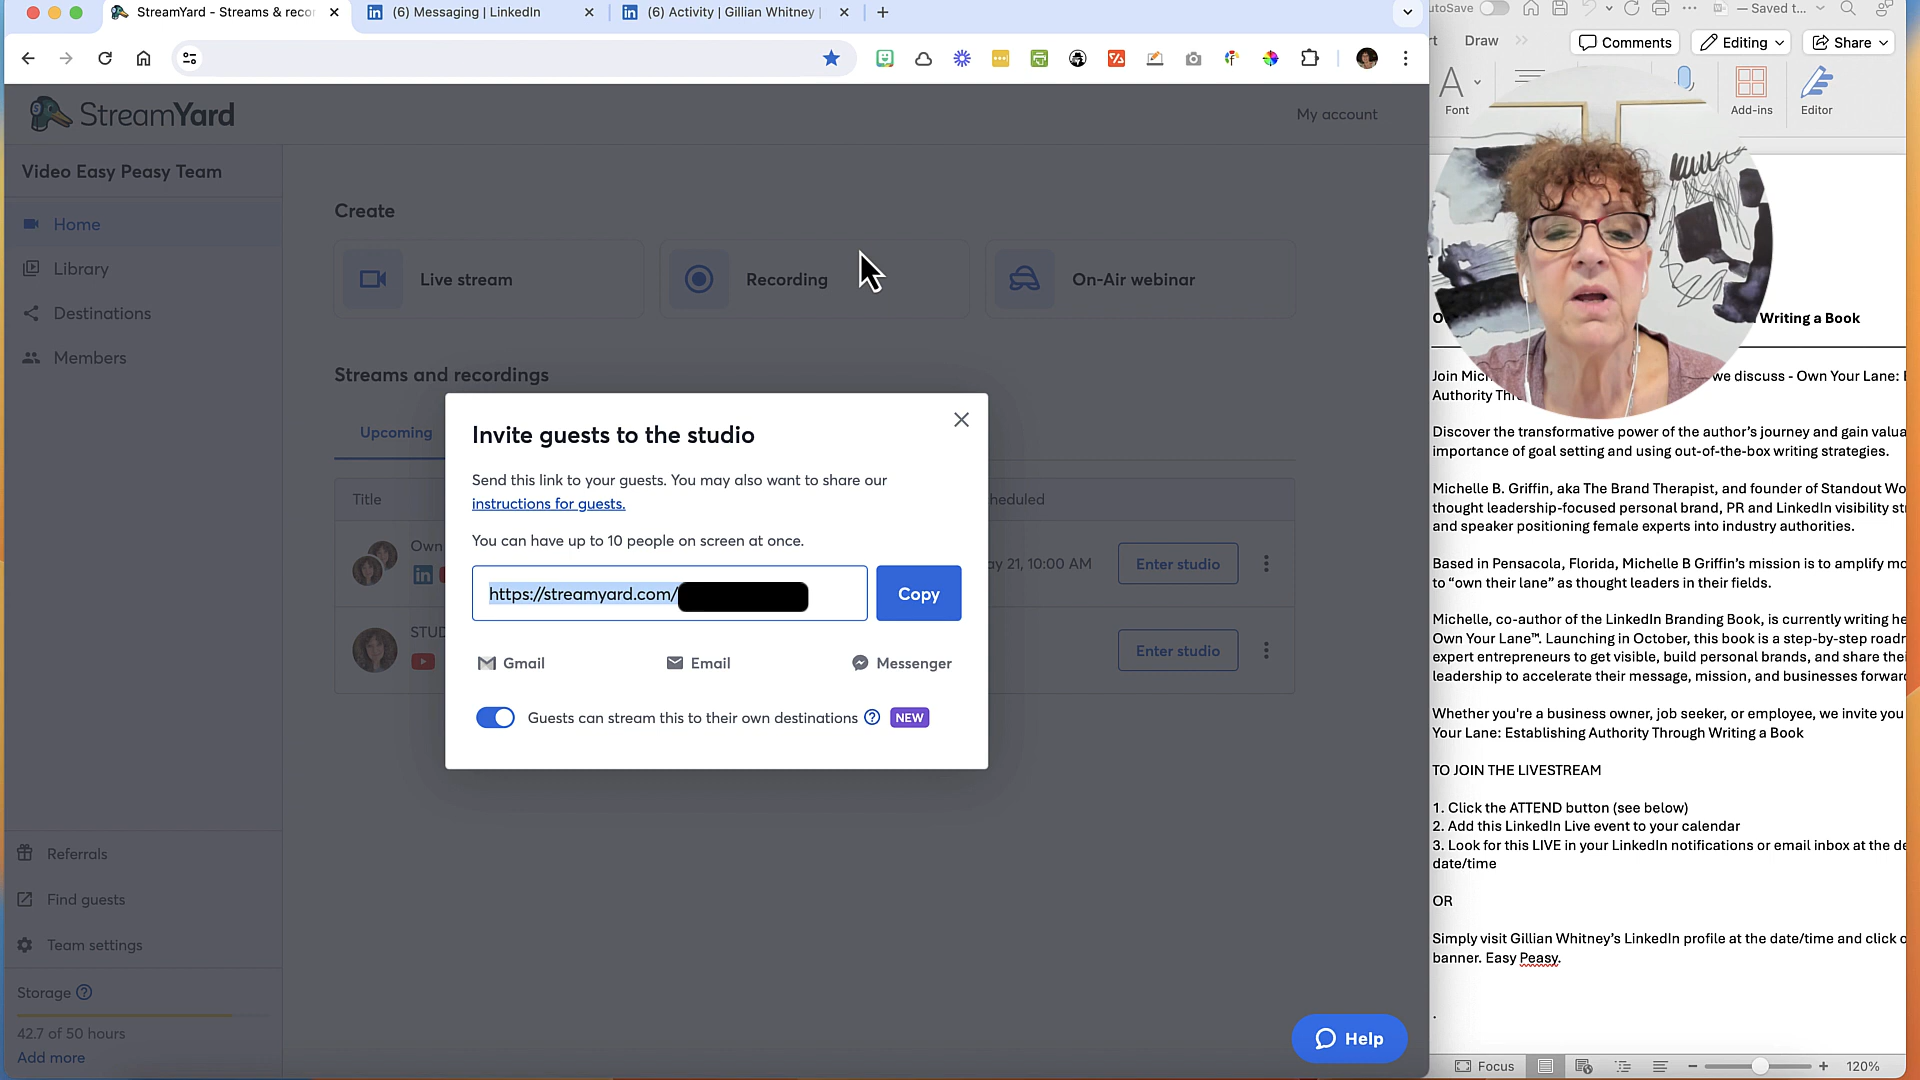 StreamYard - Streams & recor
(6) Messaging | LinkedIn
(6) Activity | Gillian Whitney |
StreamYard
My account
Video Easy Peasy Team
Home
Library
Destinations
Members
Create
Live stream
Recording
On-Air webinar
Streams and recordings
Upcoming
Title
heduled
Own
ay 21, 10:00 AM
Enter studio
STUD
Enter studio
Invite guests to the studio
Send this link to your guests. You may also want to share our
instructions for guests.
You can have up to 10 people on screen at once.
https://streamyard.com/
Copy
Gmail
Email
Messenger
Guests can stream this to their own destinations
NEW
Referrals
Find guests
Team settings
Storage
42.7 of 50 hours
Add more
Help
utoSave
— Saved t...
rt
Draw
Comments
Editing
Share
Font
Add-ins
Editor
O
Writing a Book
Join Mich
we discuss - Own Your Lane: E
Authority Thr
Discover the transformative power of the author's journey and gain valua
importance of goal setting and using out-of-the-box writing strategies.
Michelle B. Griffin, aka The Brand Therapist, and founder of Standout Wo
thought leadership-focused personal brand, PR and LinkedIn visibility str
and speaker positioning female experts into industry authorities.
Based in Pensacola, Florida, Michelle B Griffin's mission is to amplify mo
to "own their lane" as thought leaders in their fields.
Michelle, co-author of the LinkedIn Branding Book, is currently writing he
Own Your Lane™. Launching in October, this book is a step-by-step roadm
expert entrepreneurs to get visible, build personal brands, and share thei
leadership to accelerate their message, mission, and businesses forward
Whether you're a business owner, job seeker, or employee, we invite you
Your Lane: Establishing Authority Through Writing a Book
TO JOIN THE LIVESTREAM
1. Click the ATTEND button (see below)
2. Add this LinkedIn Live event to your calendar
3. Look for this LIVE in your LinkedIn notifications or email inbox at the de
date/time
OR
Simply visit Gillian Whitney's LinkedIn profile at the date/time and click o
banner. Easy Peasy.
.
Focus
120%